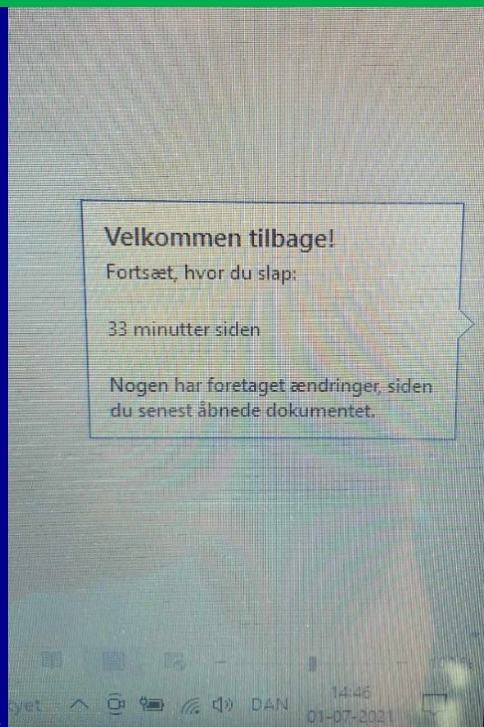 Velkommen tilbage!
Fortsæt, hvor du slap:
33 minutter siden
Nogen har foretaget ændringer, siden
du senest åbnede dokumentet.
yet
DAN
14:46
01-07-2021